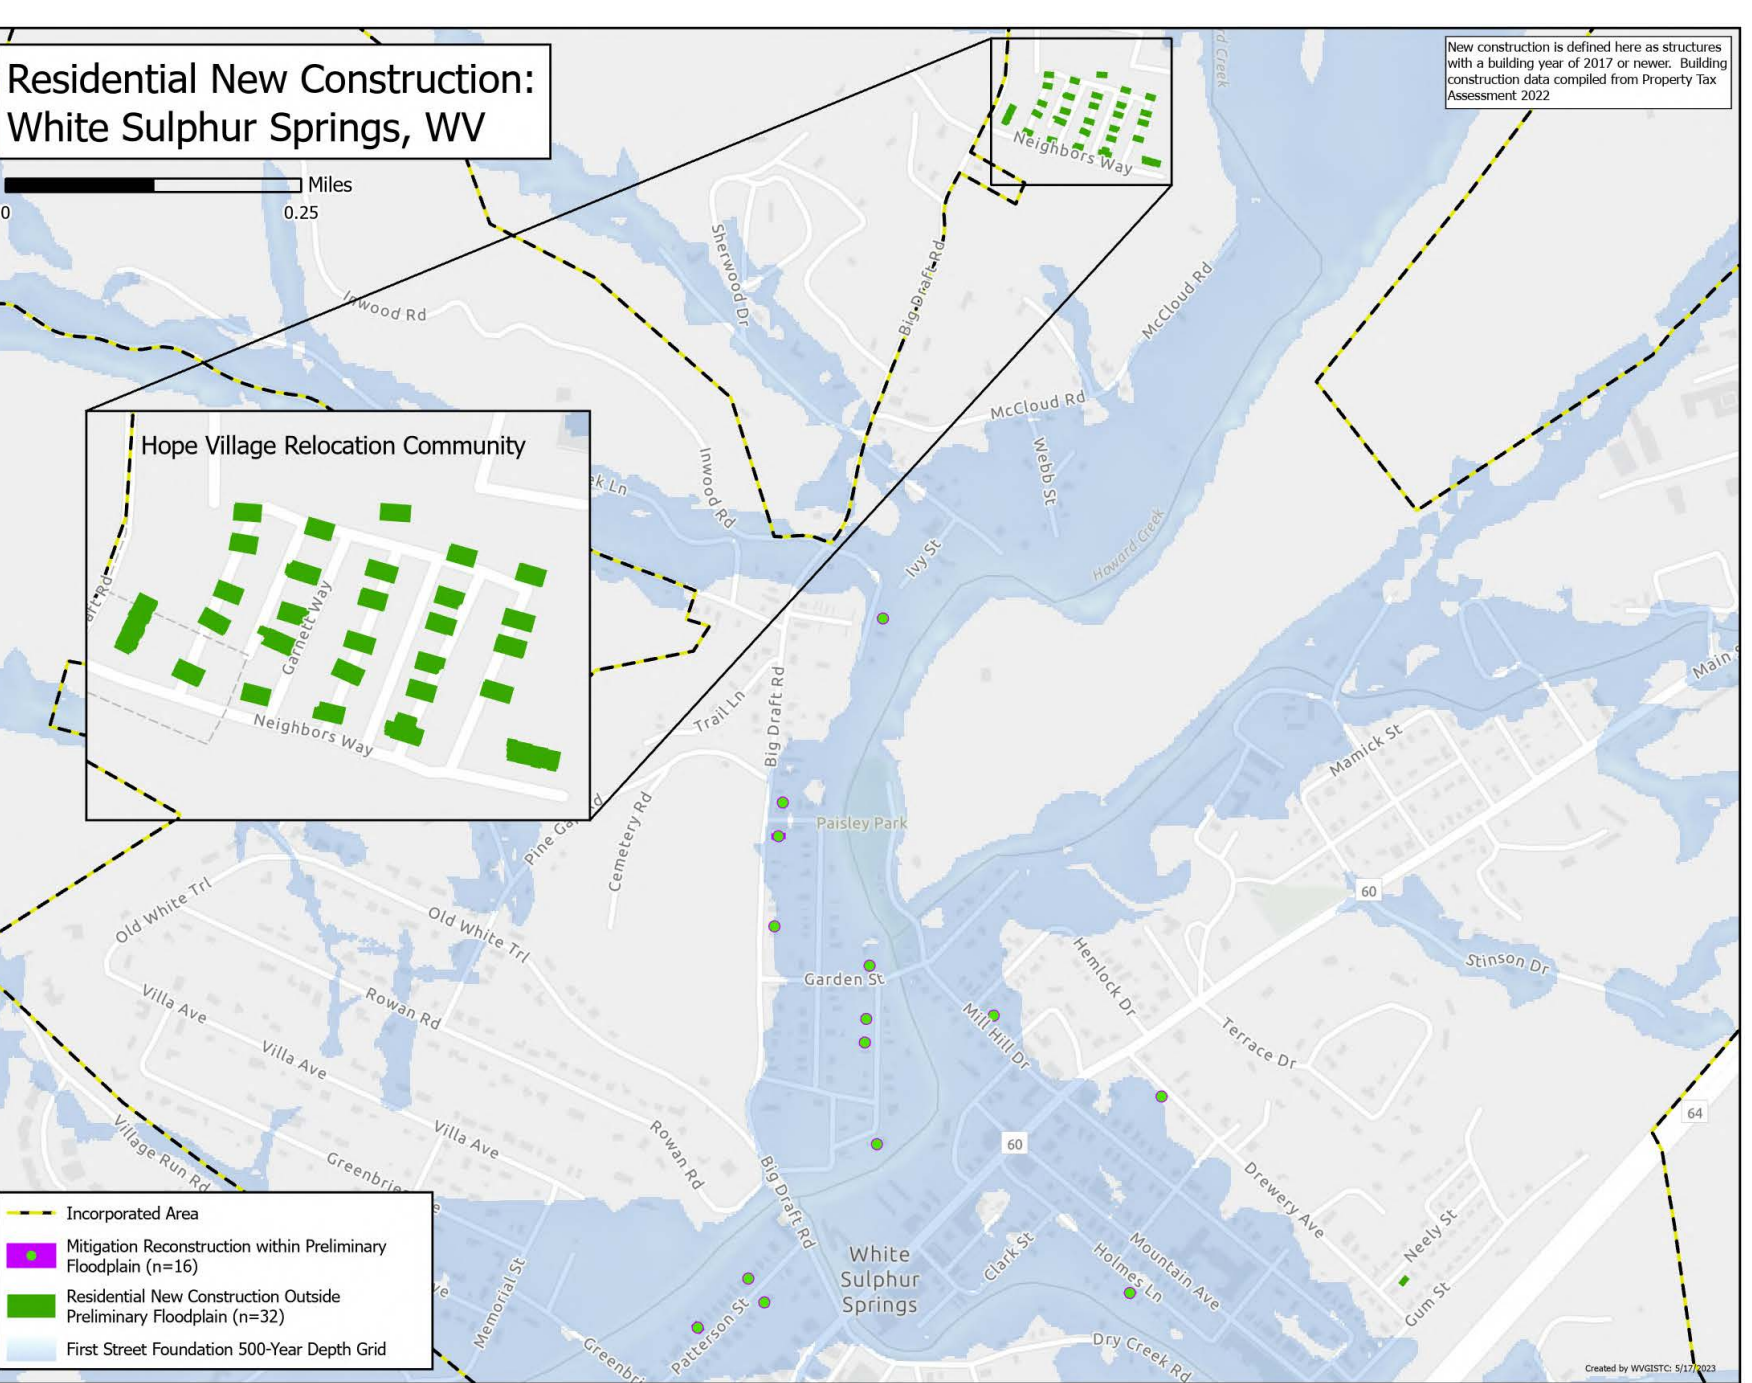 Residential New Construction:
White Sulphur Springs, WV
Miles
0
0.25
New construction is defined here as structures
with a building year of 2017 or newer. Building
construction data compiled from Property Tax
Assessment 2022
Neighbors Way
Sherwood Dr
Big Draft Rd
McCloud Rd
Inwood Rd
McCloud Rd
Webb St
Inwood Rd
Howard Creek
Ivy St
Hope Village Relocation Community
Garnett Way
Neighbors Way
Trail Ln
Big Draft Rd
Main
Mamick St
Paisley Park
Cemetery Rd
60
Old White Trl
Old White Trl
Garden St
Hemlock Dr
Stinson Dr
Villa Ave
Rowan Rd
Mill Hill Dr
Terrace Dr
Villa Ave
64
Village Run Rd
Villa Ave
Rowan Rd
60
Big Draft Rd
Drewery Ave
Neely St
Mountain Ave
Holmes Ln
Clark St
White
Sulphur
Springs
Gum St
Memorial St
Patterson St
Dry Creek Rd
Incorporated Area
Mitigation Reconstruction within Preliminary
Floodplain (n=16)
Residential New Construction Outside
Preliminary Floodplain (n=32)
First Street Foundation 500-Year Depth Grid
Created by WVGISTC: 5/17/2023